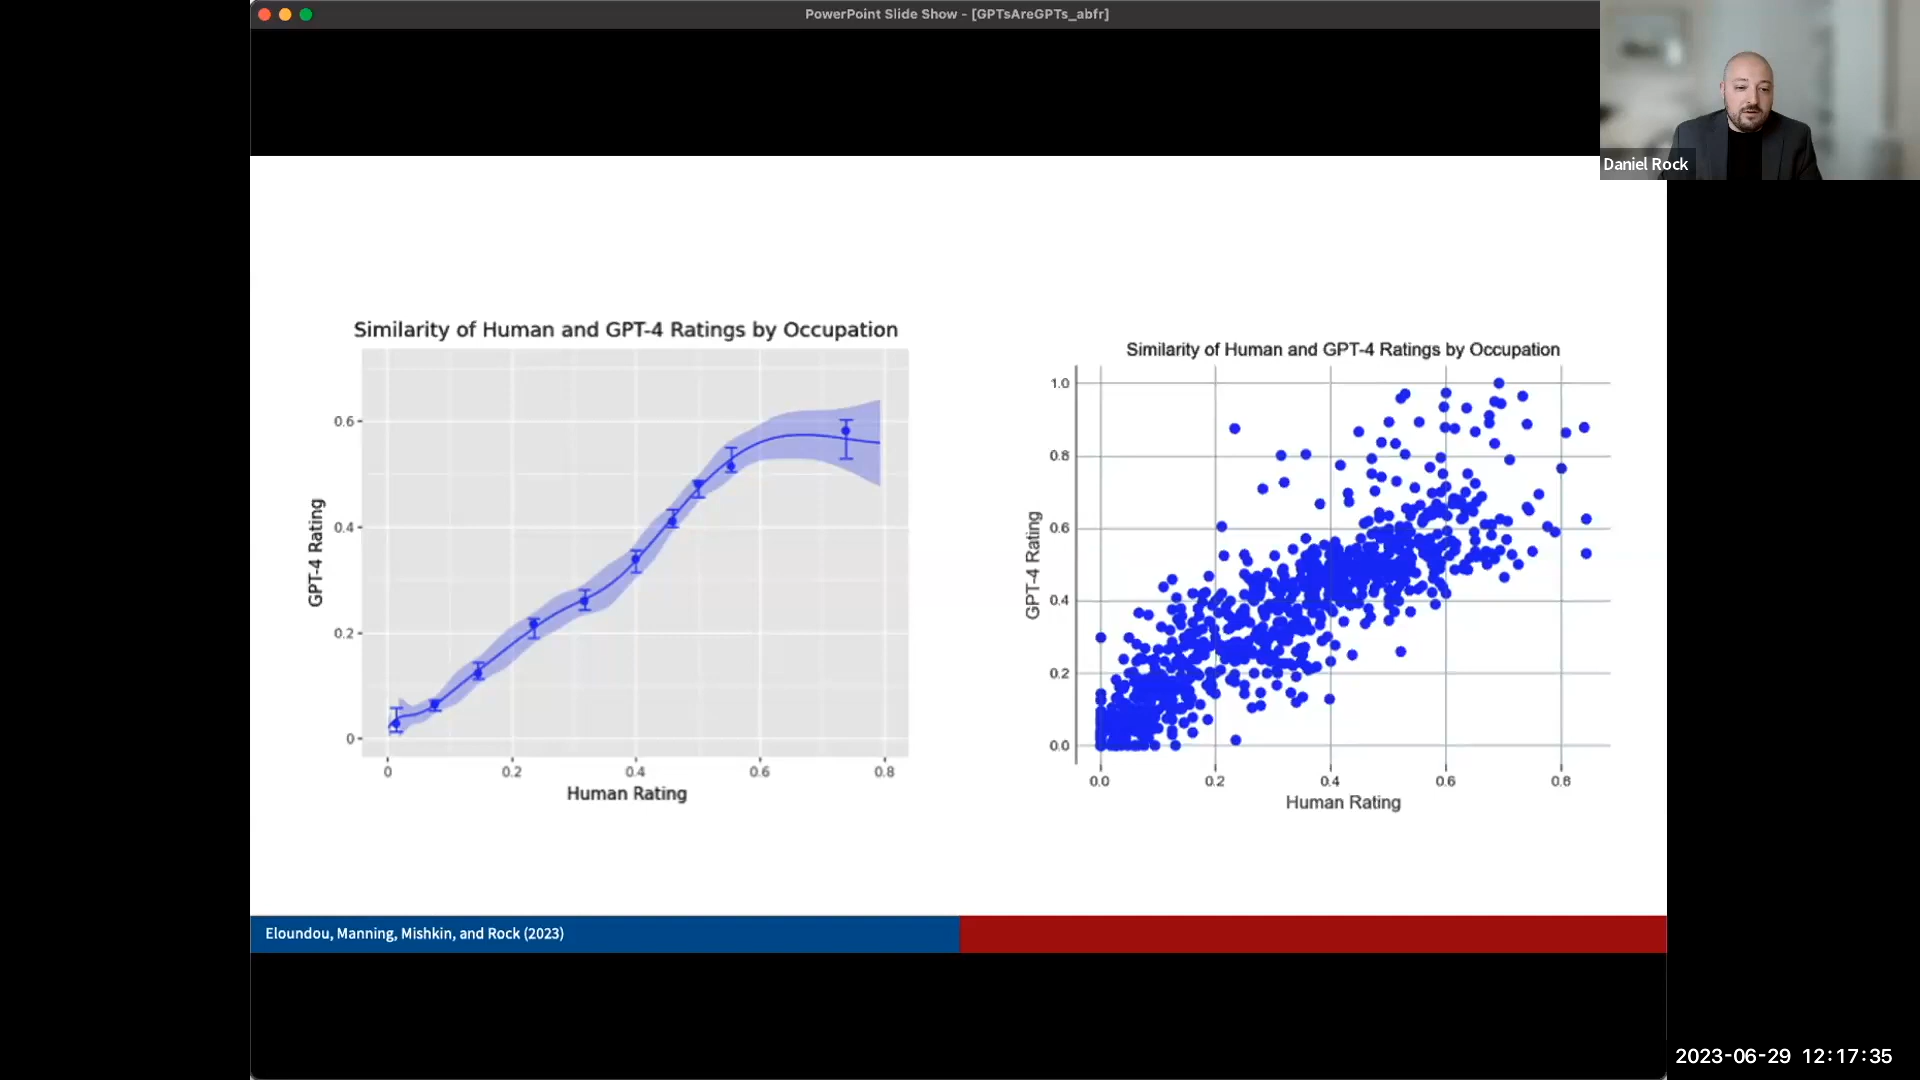 PowerPoint Slide Show - [GPTsAreGPTs_abfr]
Daniel Rock
Similarity of Human and GPT-4 Ratings by Occupation
GPT-4 Rating
0.6
0.4
0.2
0
0
0.2
0.4
0.6
0.8
Human Rating
Similarity of Human and GPT-4 Ratings by Occupation
GPT-4 Rating
1.0
0.8
0.6
0.4
0.2
0.0
0.0
0.2
0.4
0.6
0.8
Human Rating
Eloundou, Manning, Mishkin, and Rock (2023)
2023-06-29 12:17:35